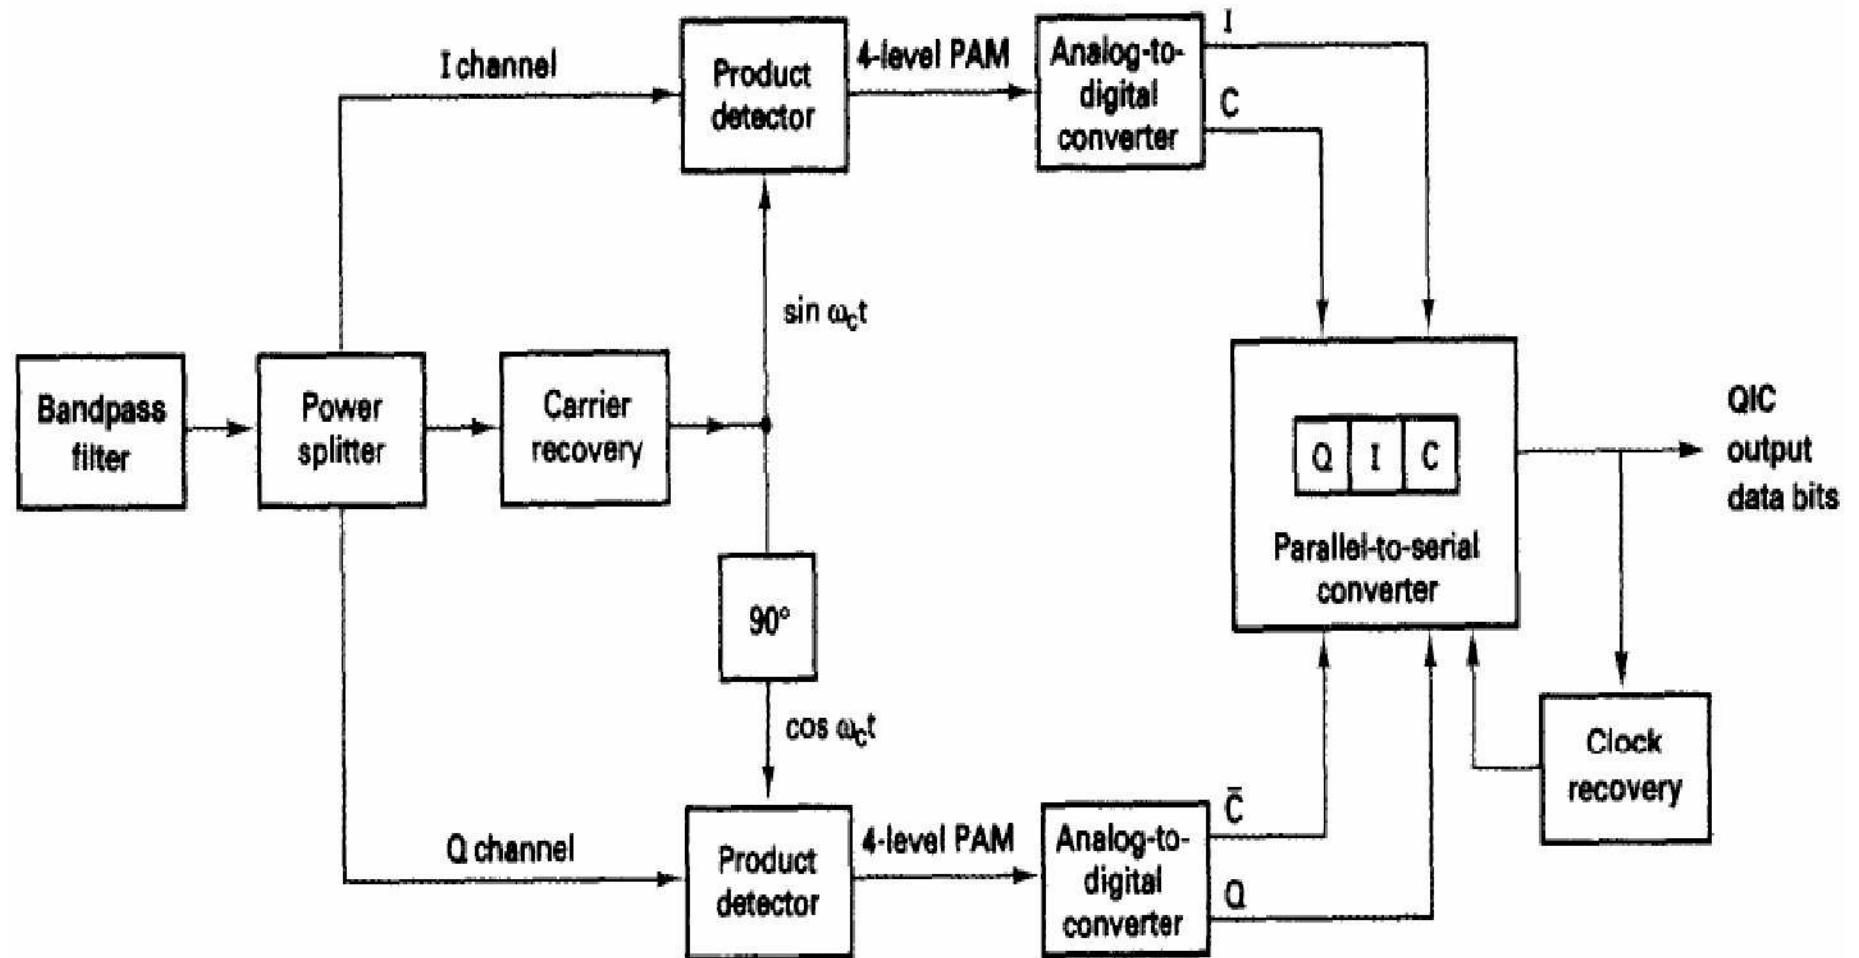 I channel
Product
detector
4-level PAM
Analog-to-
digital
converter
I
C
sin ωct
Bandpass
filter
Power
splitter
Carrier
recovery
90°
cos ωct
Q channel
Product
detector
4-level PAM
Analog-to-
digital
converter
C̄
Q
Q I C
Parallel-to-serial
converter
QIC
output
data bits
Clock
recovery